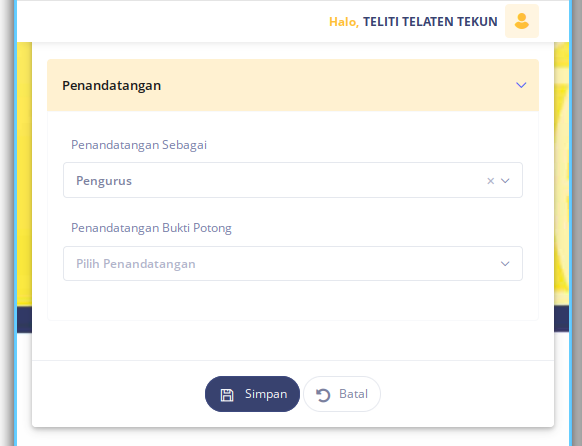 Halo, TELITI TELATEN TEKUN
Penandatangan
Penandatangan Sebagai
Pengurus
Penandatangan Bukti Potong
Pilih Penandatangan
Simpan
Batal